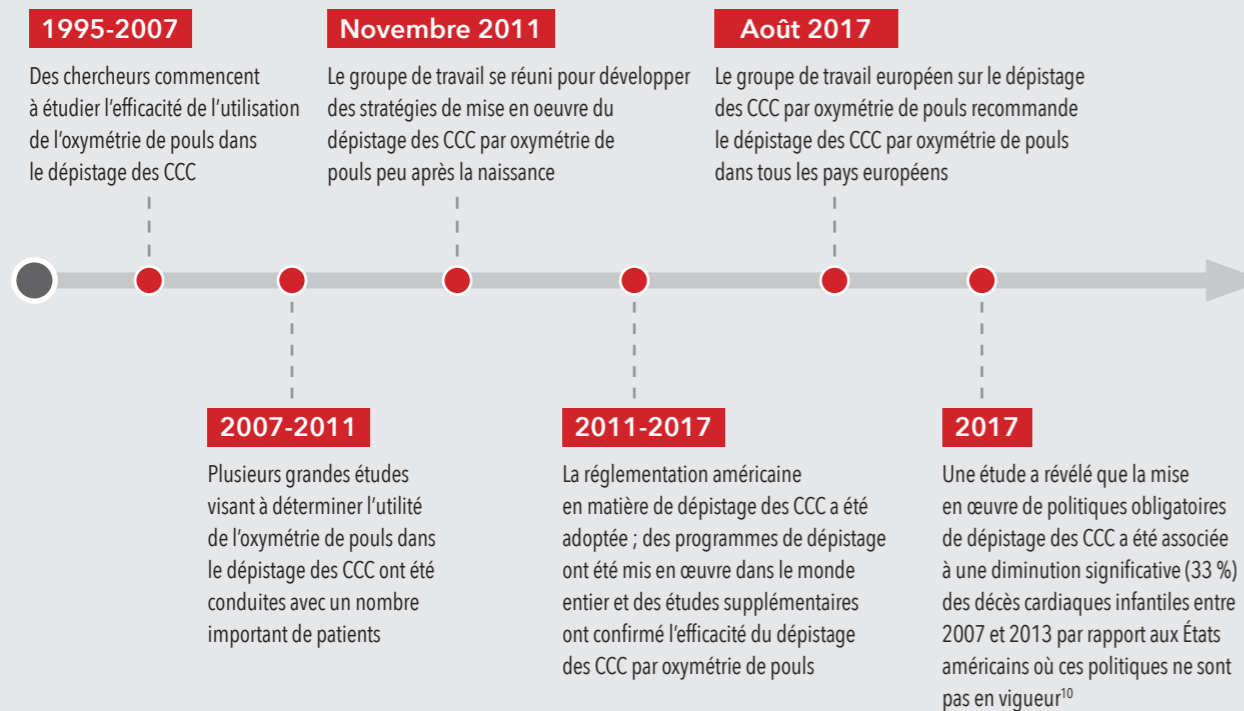 1995-2007
Des chercheurs commencent
à étudier l'efficacité de l'utilisation
de l'oxymétrie de pouls dans
le dépistage des CCC
Novembre 2011
Le groupe de travail se réuni pour développer
des stratégies de mise en oeuvre du
dépistage des CCC par oxymétrie de
pouls peu après la naissance
Août 2017
Le groupe de travail européen sur le dépistage
des CCC par oxymétrie de pouls recommande
le dépistage des CCC par oxymétrie de pouls
dans tous les pays européens
2007-2011
Plusieurs grandes études
visant à déterminer l'utilité
de l'oxymétrie de pouls dans
le dépistage des CCC ont été
conduites avec un nombre
important de patients
2011-2017
La réglementation américaine
en matière de dépistage des CCC a été
adoptée ; des programmes de dépistage
ont été mis en œuvre dans le monde
entier et des études supplémentaires
ont confirmé l'efficacité du dépistage
des CCC par oxymétrie de pouls
2017
Une étude a révélé que la mise
en œuvre de politiques obligatoires
de dépistage des CCC a été associée
à une diminution significative (33 %)
des décès cardiaques infantiles entre
2007 et 2013 par rapport aux États
américains où ces politiques ne sont
pas en vigueur¹⁰